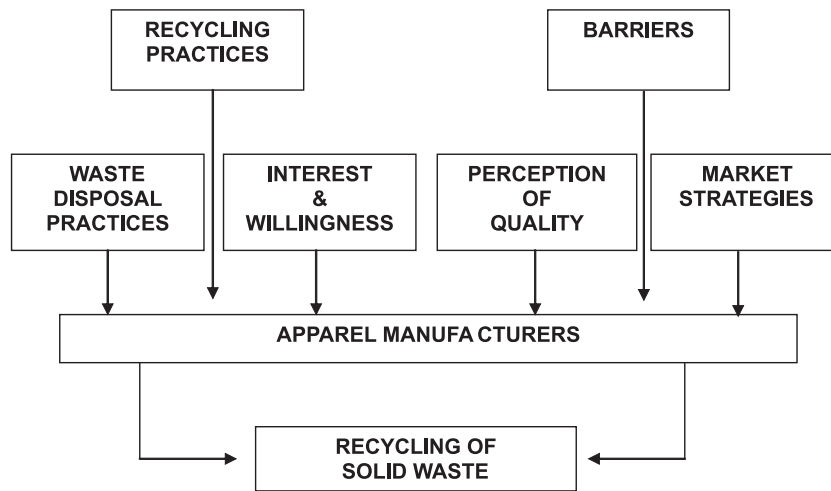 RECYCLING
PRACTICES
BARRIERS
WASTE
DISPOSAL
PRACTICES
INTEREST
&
WILLINGNESS
PERCEPTION
OF
QUALITY
MARKET
STRATEGIES
APPAREL MANUFA CTURERS
RECYCLING OF
SOLID WASTE